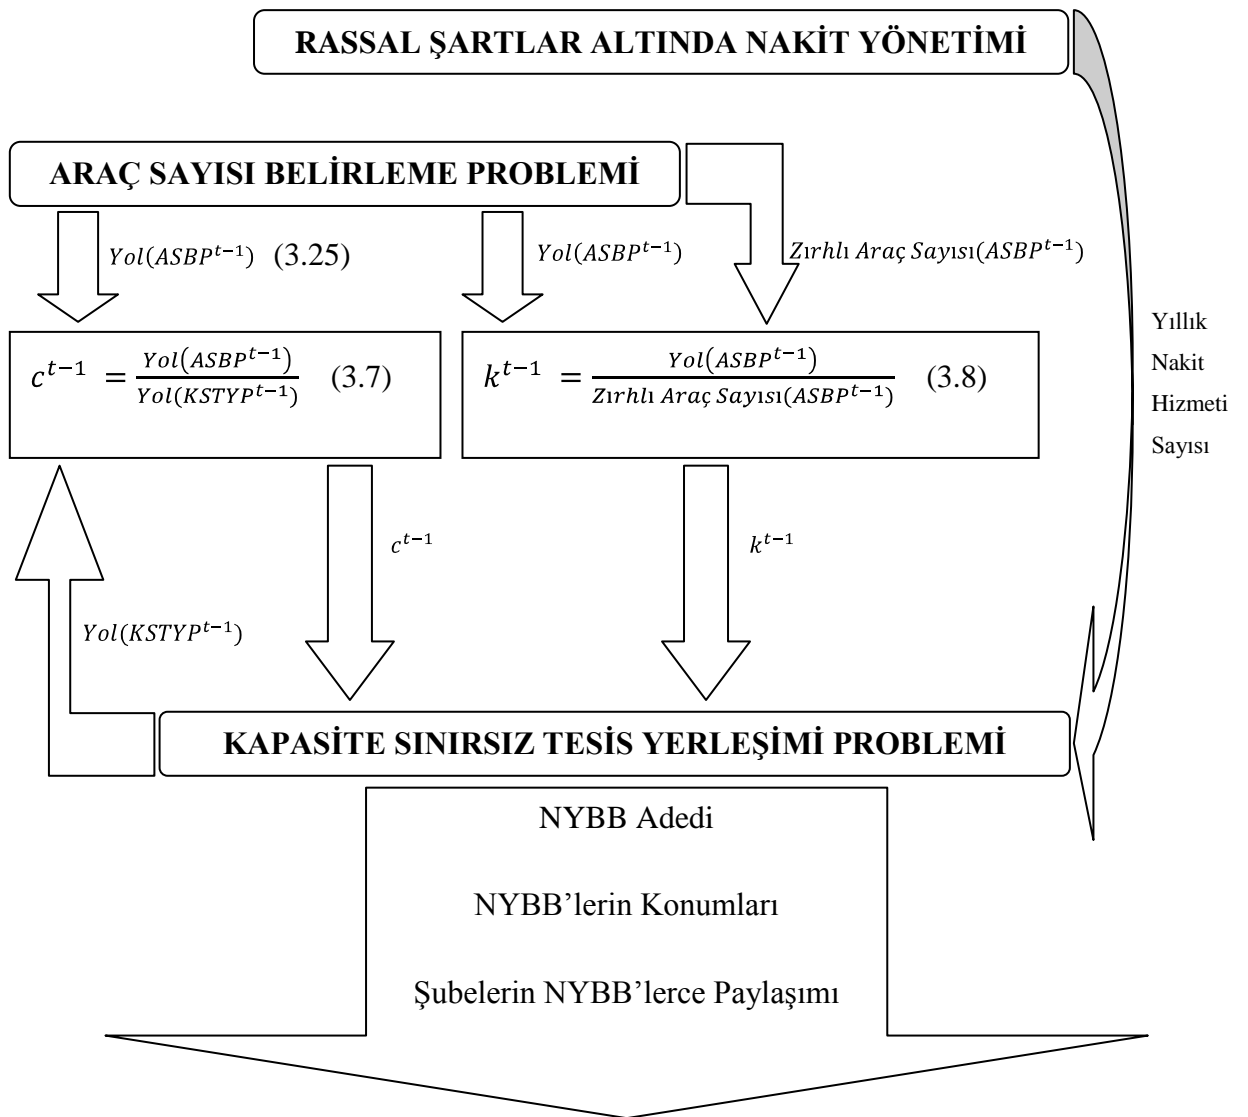 RASSAL ŞARTLAR ALTINDA NAKİT YÖNETİMİ
ARAÇ SAYISI BELİRLEME PROBLEMİ
Yol(ASBP^{t−1}) (3.25)
Yol(ASBP^{t−1})
Zırhlı Araç Sayısı(ASBP^{t−1})
c^{t−1} = \frac{Yol(ASBP^{t−1})}{Yol(KSTYP^{t−1})} (3.7)
k^{t−1} = \frac{Yol(ASBP^{t−1})}{Zırhlı Araç Sayısı(ASBP^{t−1})} (3.8)
Yıllık
Nakit
Hizmeti
Sayısı
c^{t−1}
k^{t−1}
Yol(KSTYP^{t−1})
KAPASİTE SINIRSIZ TESİS YERLEŞİMİ PROBLEMİ
NYBB Adedi
NYBB’lerin Konumları
Şubelerin NYBB’lerce Paylaşımı